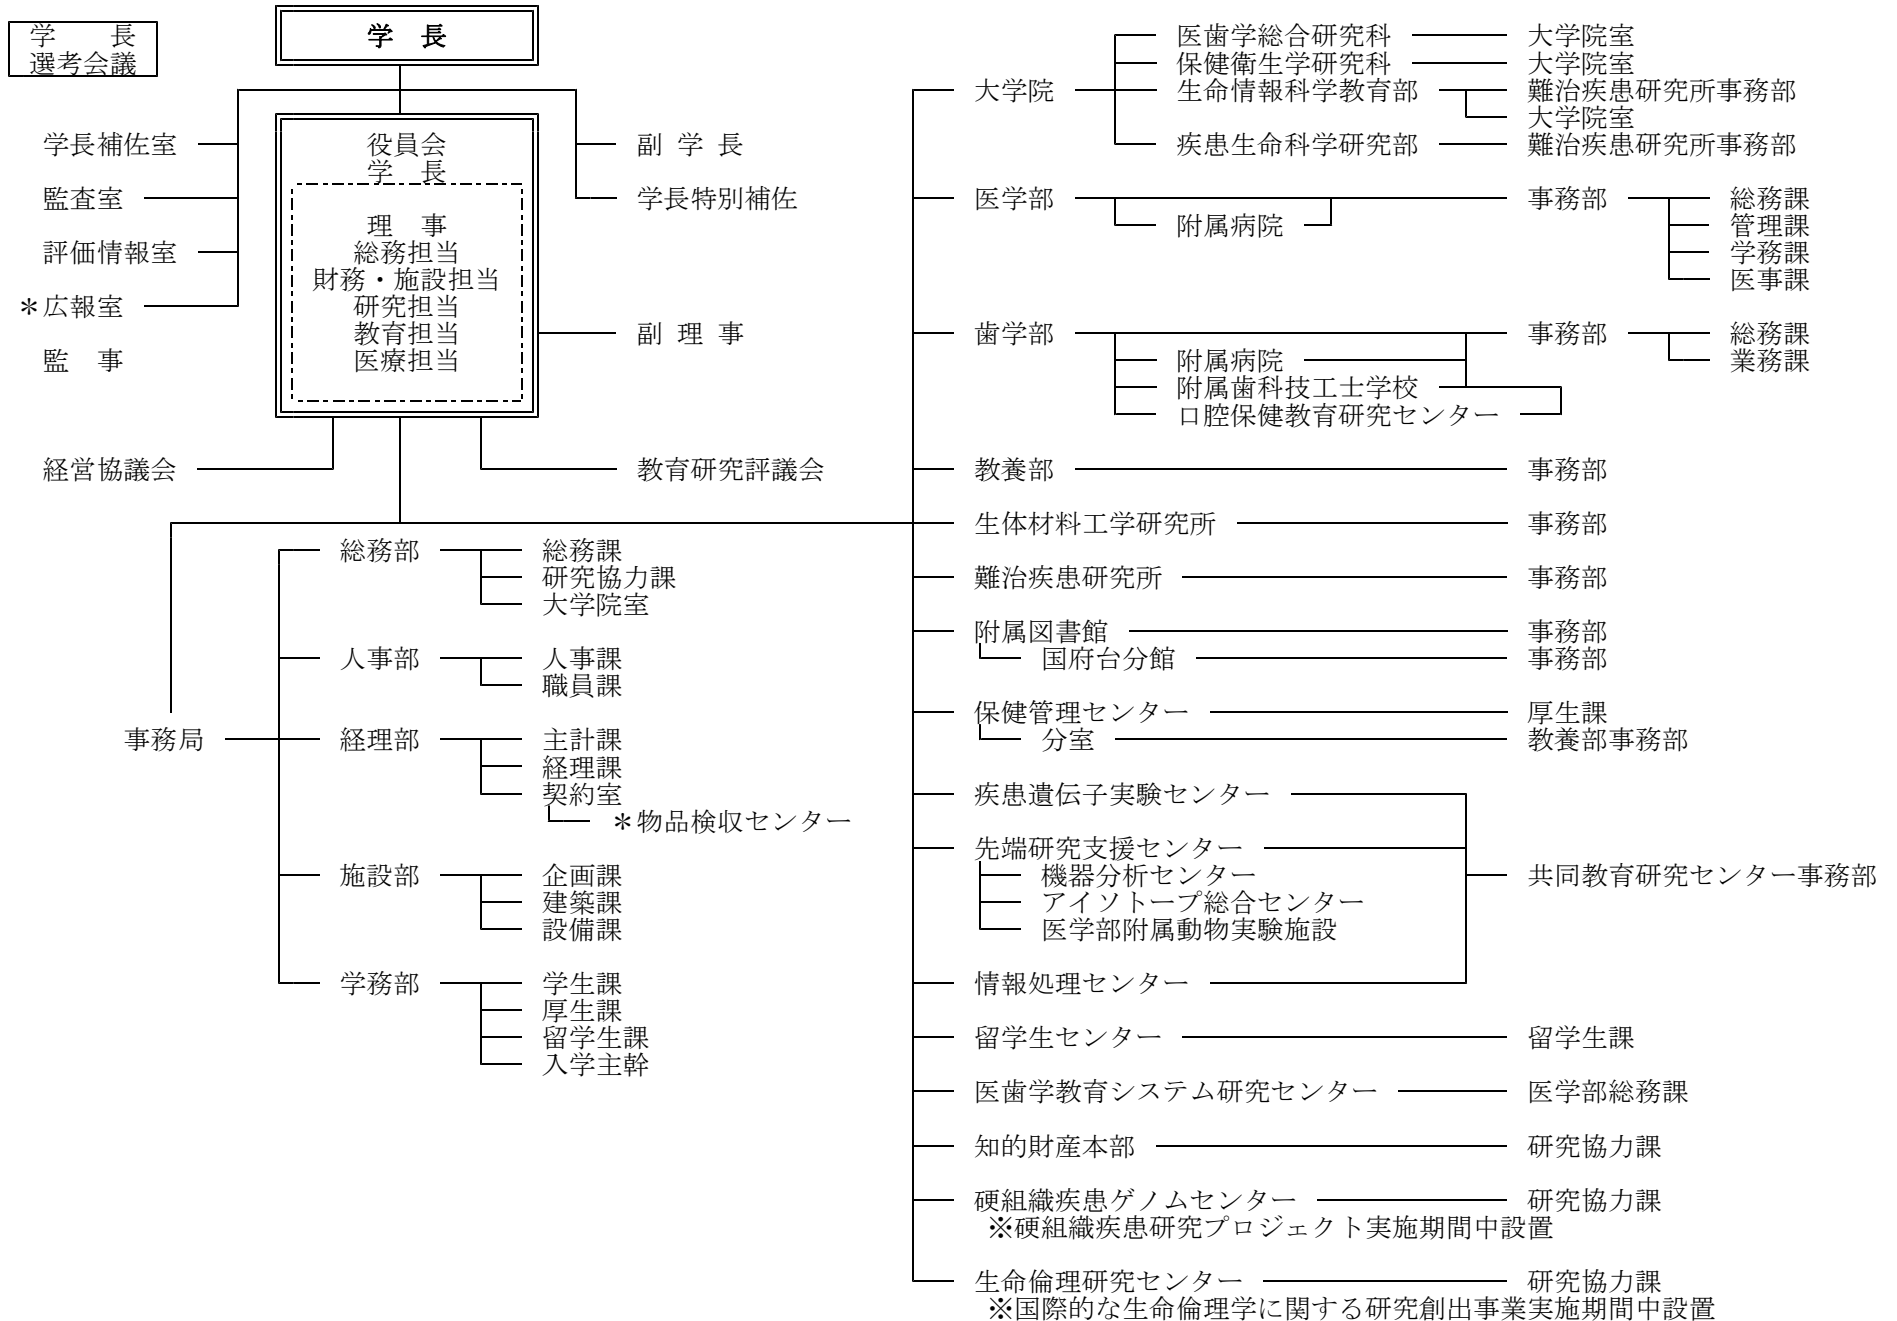 学 長
選考会議
学 長
学長補佐室
監査室
評価情報室
＊広報室
監 事
役員会
学 長
理 事
総務担当
財務・施設担当
研究担当
教育担当
医療担当
副 学 長
学長特別補佐
副 理 事
経営協議会
教育研究評議会
事務局
総務部
総務課
研究協力課
大学院室
人事部
人事課
職員課
経理部
主計課
経理課
契約室
＊物品検収センター
施設部
企画課
建築課
設備課
学務部
学生課
厚生課
留学生課
入学主幹
大学院
医歯学総合研究科 大学院室
保健衛生学研究科 大学院室
生命情報科学教育部 難治疾患研究所事務部
大学院室
疾患生命科学研究部 難治疾患研究所事務部
医学部 事務部 総務課
附属病院 管理課
学務課
医事課
歯学部 事務部 総務課
附属病院 業務課
附属歯科技工士学校
口腔保健教育研究センター
教養部 事務部
生体材料工学研究所 事務部
難治疾患研究所 事務部
附属図書館 事務部
国府台分館 事務部
保健管理センター 厚生課
分室 教養部事務部
疾患遺伝子実験センター
先端研究支援センター
機器分析センター 共同教育研究センター事務部
アイソトープ総合センター
医学部附属動物実験施設
情報処理センター
留学生センター 留学生課
医歯学教育システム研究センター 医学部総務課
知的財産本部 研究協力課
硬組織疾患ゲノムセンター 研究協力課
※硬組織疾患研究プロジェクト実施期間中設置
生命倫理研究センター 研究協力課
※国際的な生命倫理学に関する研究創出事業実施期間中設置